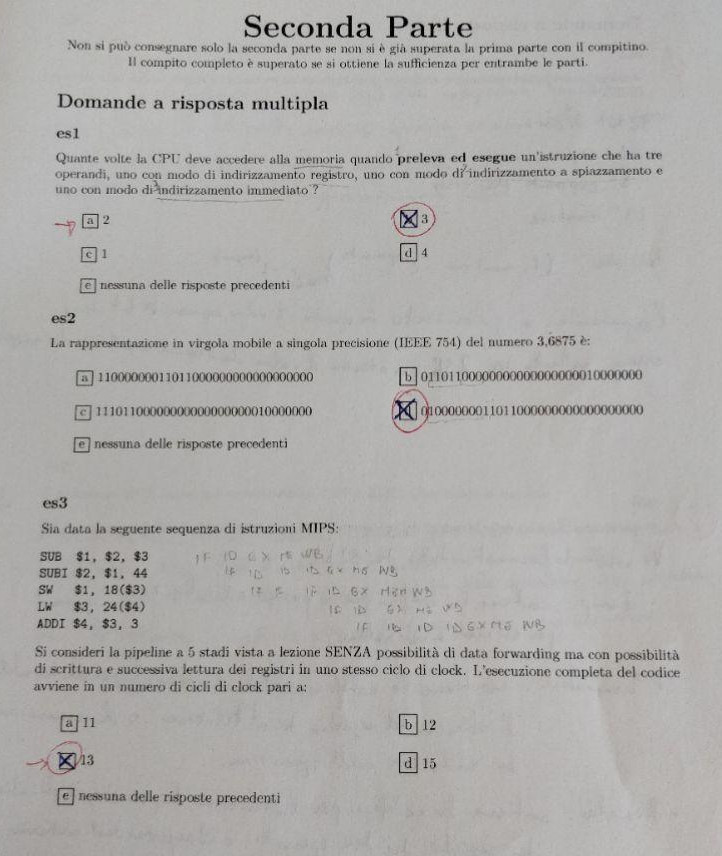 Seconda Parte
Non si può consegnare solo la seconda parte se non si è già superata la prima parte con il compitino.
Il compito completo è superato se si ottiene la sufficienza per entrambe le parti.
Domande a risposta multipla
es1
Quante volte la CPU deve accedere alla memoria quando preleva ed esegue un'istruzione che ha tre
operandi, uno con modo di indirizzamento registro, uno con modo di indirizzamento a spiazzamento e
uno con modo di indirizzamento immediato ?
a 2
3
c 1
d 4
e nessuna delle risposte precedenti
es2
La rappresentazione in virgola mobile a singola precisione (IEEE 754) del numero 3,6875 è:
e nessuna delle risposte precedenti
es3
Sia data la seguente sequenza di istruzioni MIPS:
SUB $1, $2, $3 IF ID EX ME WB
SUBI $2, $1, 44 IF ID ID ID EX ME WB
SW $1, 18($3) IF ID EX MEM WB
LW $3, 24($4) IF ID EX ME WB
ADDI $4, $3, 3 IF ID ID ID EX ME WB
Si consideri la pipeline a 5 stadi vista a lezione SENZA possibilità di data forwarding ma con possibilità
di scrittura e successiva lettura dei registri in uno stesso ciclo di clock. L'esecuzione completa del codice
avviene in un numero di cicli di clock pari a:
a 11
b 12
13
d 15
e nessuna delle risposte precedenti